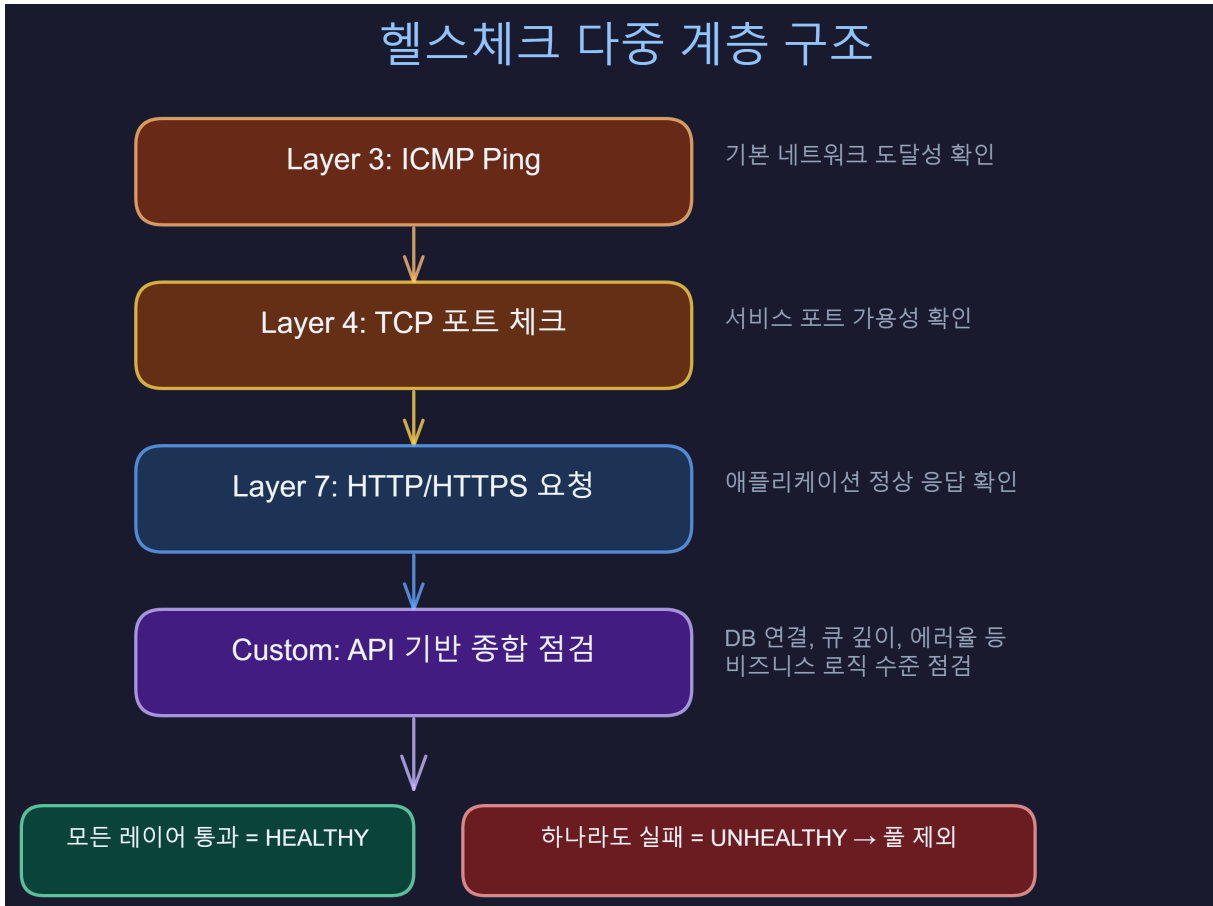 헬스체크 다중 계층 구조
Layer 3: ICMP Ping
기본 네트워크 도달성 확인
Layer 4: TCP 포트 체크
서비스 포트 가용성 확인
Layer 7: HTTP/HTTPS 요청
애플리케이션 정상 응답 확인
Custom: API 기반 종합 점검
DB 연결, 큐 깊이, 에러율 등
비즈니스 로직 수준 점검
모든 레이어 통과 = HEALTHY
하나라도 실패 = UNHEALTHY → 풀 제외